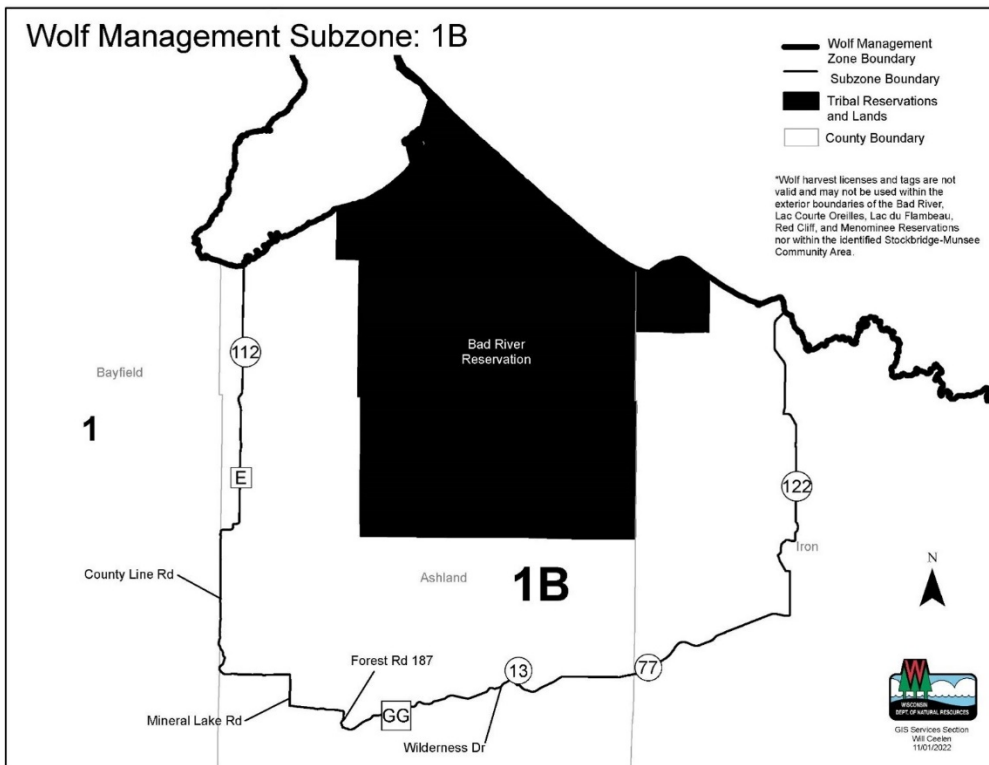 Wolf Management Subzone: 1B
Wolf Management
Zone Boundary
Subzone Boundary
Tribal Reservations
and Lands
County Boundary
*Wolf harvest licenses and tags are not
valid and may not be used within the
exterior boundaries of the Bad River,
Lac Courte Oreilles, Lac du Flambeau,
Red Cliff, and Menominee Reservations
nor within the identified Stockbridge-Munsee
Community Area.
112
Bad River
Reservation
Bayfield
1
E
122
Iron
County Line Rd
Ashland
1B
N
Forest Rd 187
13
77
Mineral Lake Rd
GG
Wilderness Dr
W
WISCONSIN
DEPT. OF NATURAL RESOURCES
GIS Services Section
Will Ceelen
11/01/2022